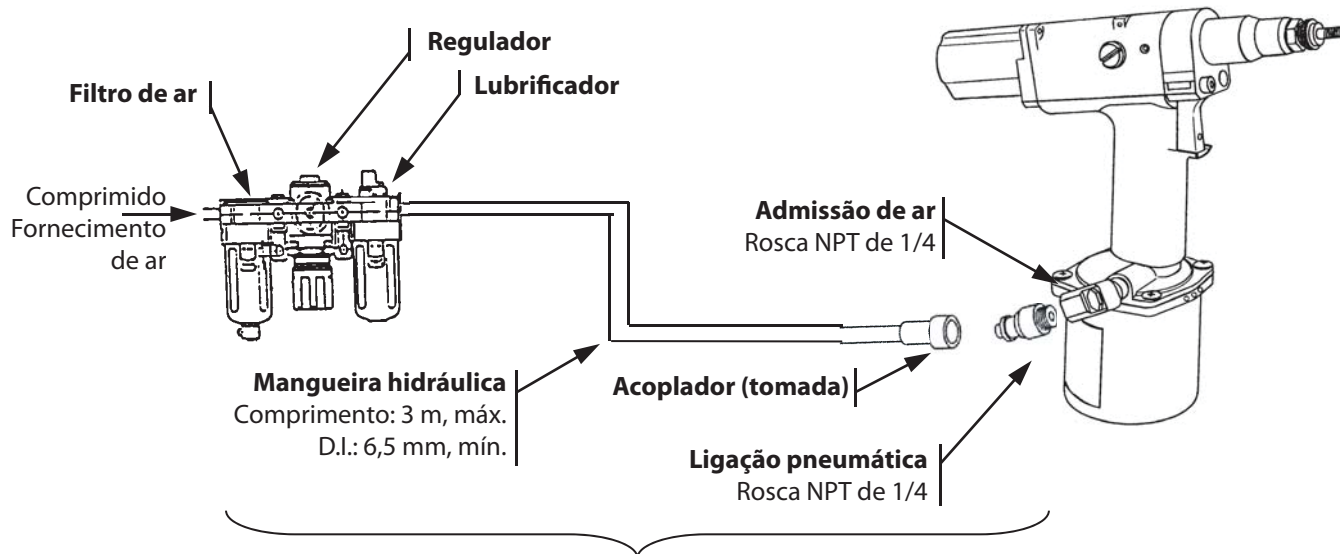 Regulador
Lubrificador
Filtro de ar
Comprimido
Fornecimento
de ar
Admissão de ar
Rosca NPT de 1/4
Mangueira hidráulica
Comprimento: 3 m, máx.
D.I.: 6,5 mm, mín.
Acoplador (tomada)
Ligação pneumática
Rosca NPT de 1/4